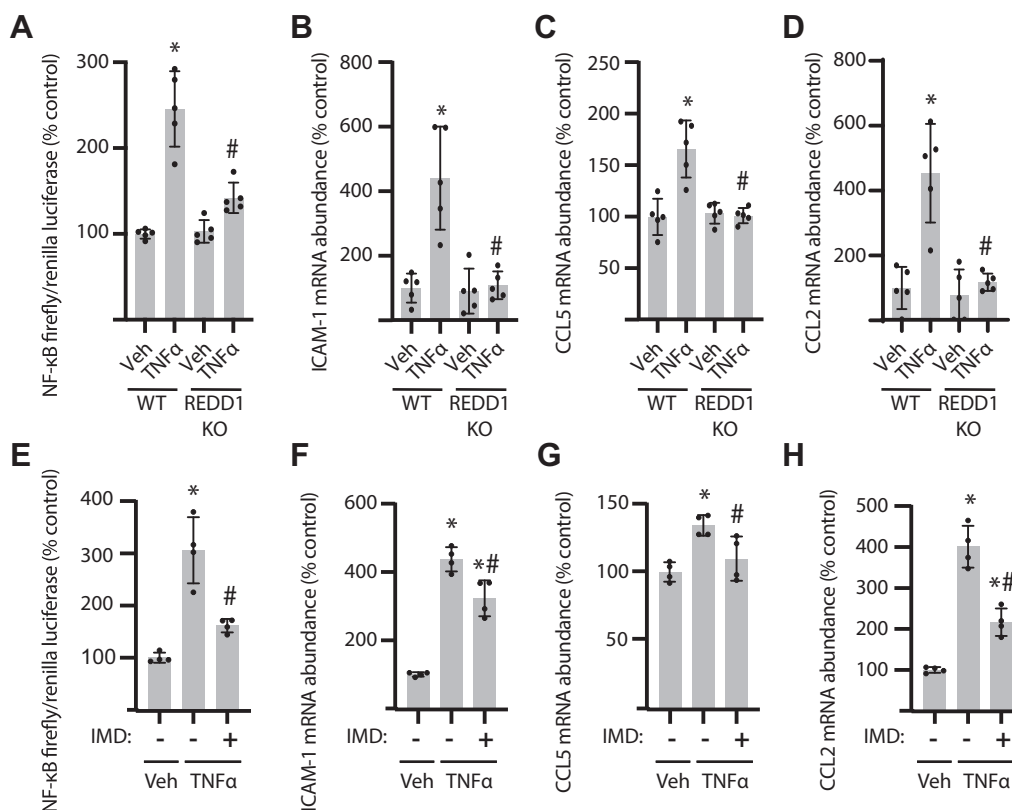 A
NF-κB firefly/renilla luciferase (% control)
300
200
100
*
#
Veh
TNFα
Veh
TNFα
WT
REDD1
KO
B
ICAM-1 mRNA abundance (% control)
800
600
400
200
*
#
Veh
TNFα
Veh
TNFα
WT
REDD1
KO
C
CCL5 mRNA abundance (% control)
250
200
150
100
50
*
#
Veh
TNFα
Veh
TNFα
WT
REDD1
KO
D
CCL2 mRNA abundance (% control)
800
600
400
200
*
#
Veh
TNFα
Veh
TNFα
WT
REDD1
KO
E
NF-κB firefly/renilla luciferase (% control)
400
300
200
100
*
#
IMD: - - +
Veh TNFα
F
ICAM-1 mRNA abundance (% control)
600
400
200
*
*#
IMD: - - +
Veh TNFα
G
CCL5 mRNA abundance (% control)
150
100
50
*
#
IMD: - - +
Veh TNFα
H
CCL2 mRNA abundance (% control)
500
400
300
200
100
*
*#
IMD: - - +
Veh TNFα